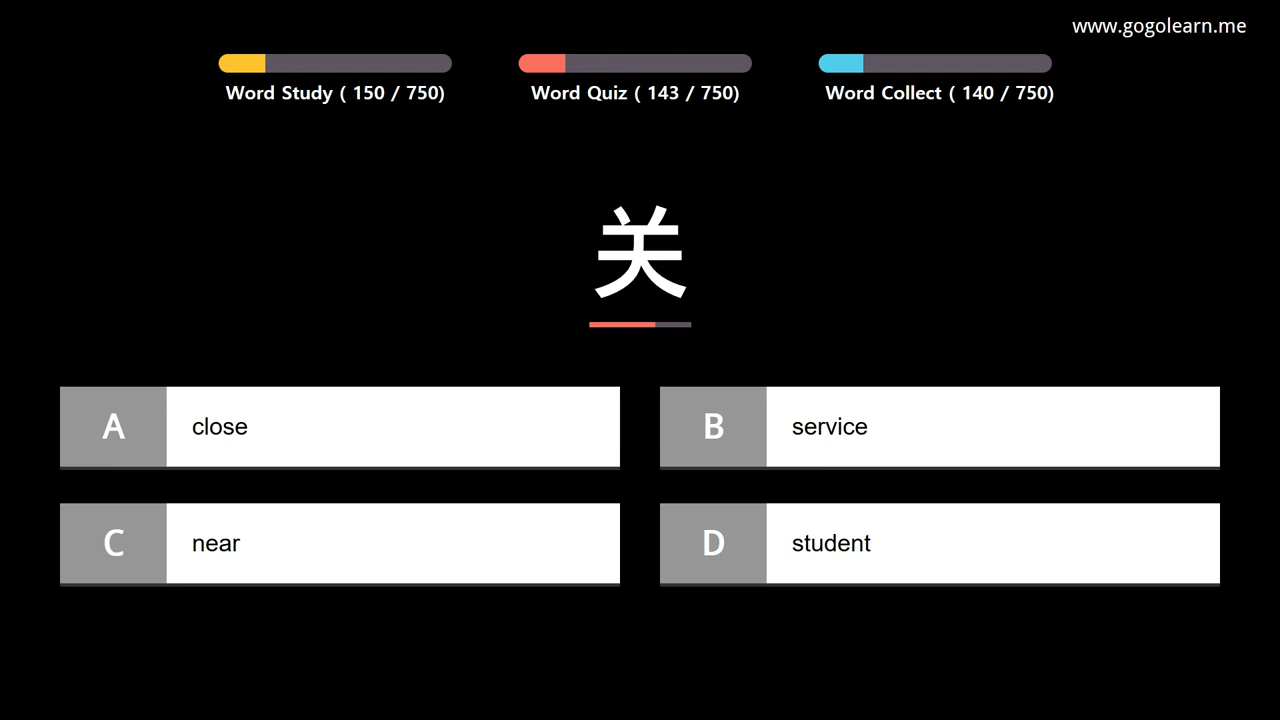 www.gogolearn.me
Word Study ( 150 / 750)
Word Quiz ( 143 / 750)
Word Collect ( 140 / 750)
关
A close
B service
C near
D student